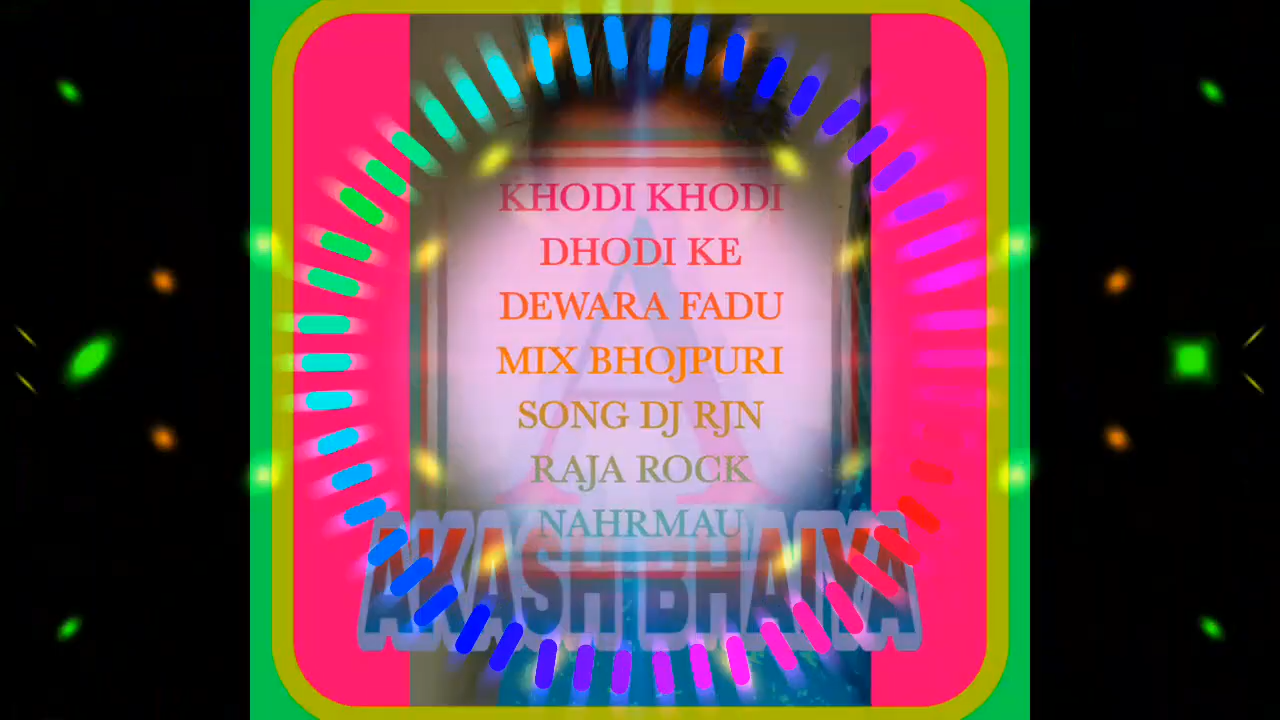 KHODI KHODI
DHODI KE
DEWARA FADU
MIX BHOJPURI
SONG DJ RJN
RAJA ROCK
NAHRMAU
AKASH BHAIYA
A